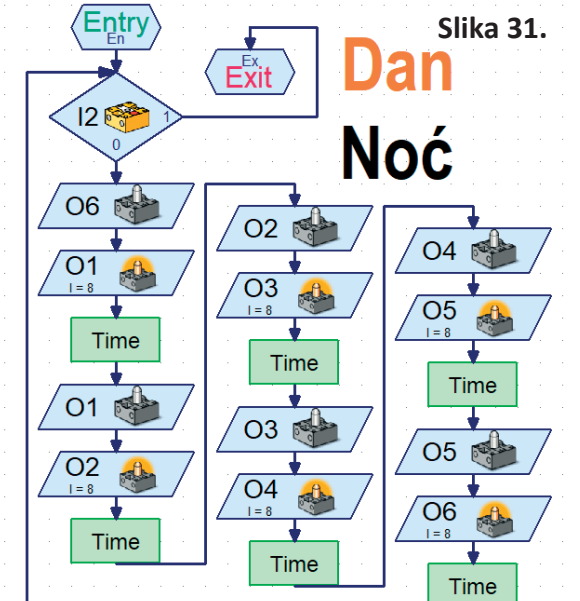 Slika 31.
Entry
En
Ex
Exit
Dan
Noć
I2
1
0
O6
O1
I = 8
Time
O1
O2
I = 8
Time
O2
O3
I = 8
Time
O3
O4
I = 8
Time
O4
O5
I = 8
Time
O5
O6
I = 8
Time